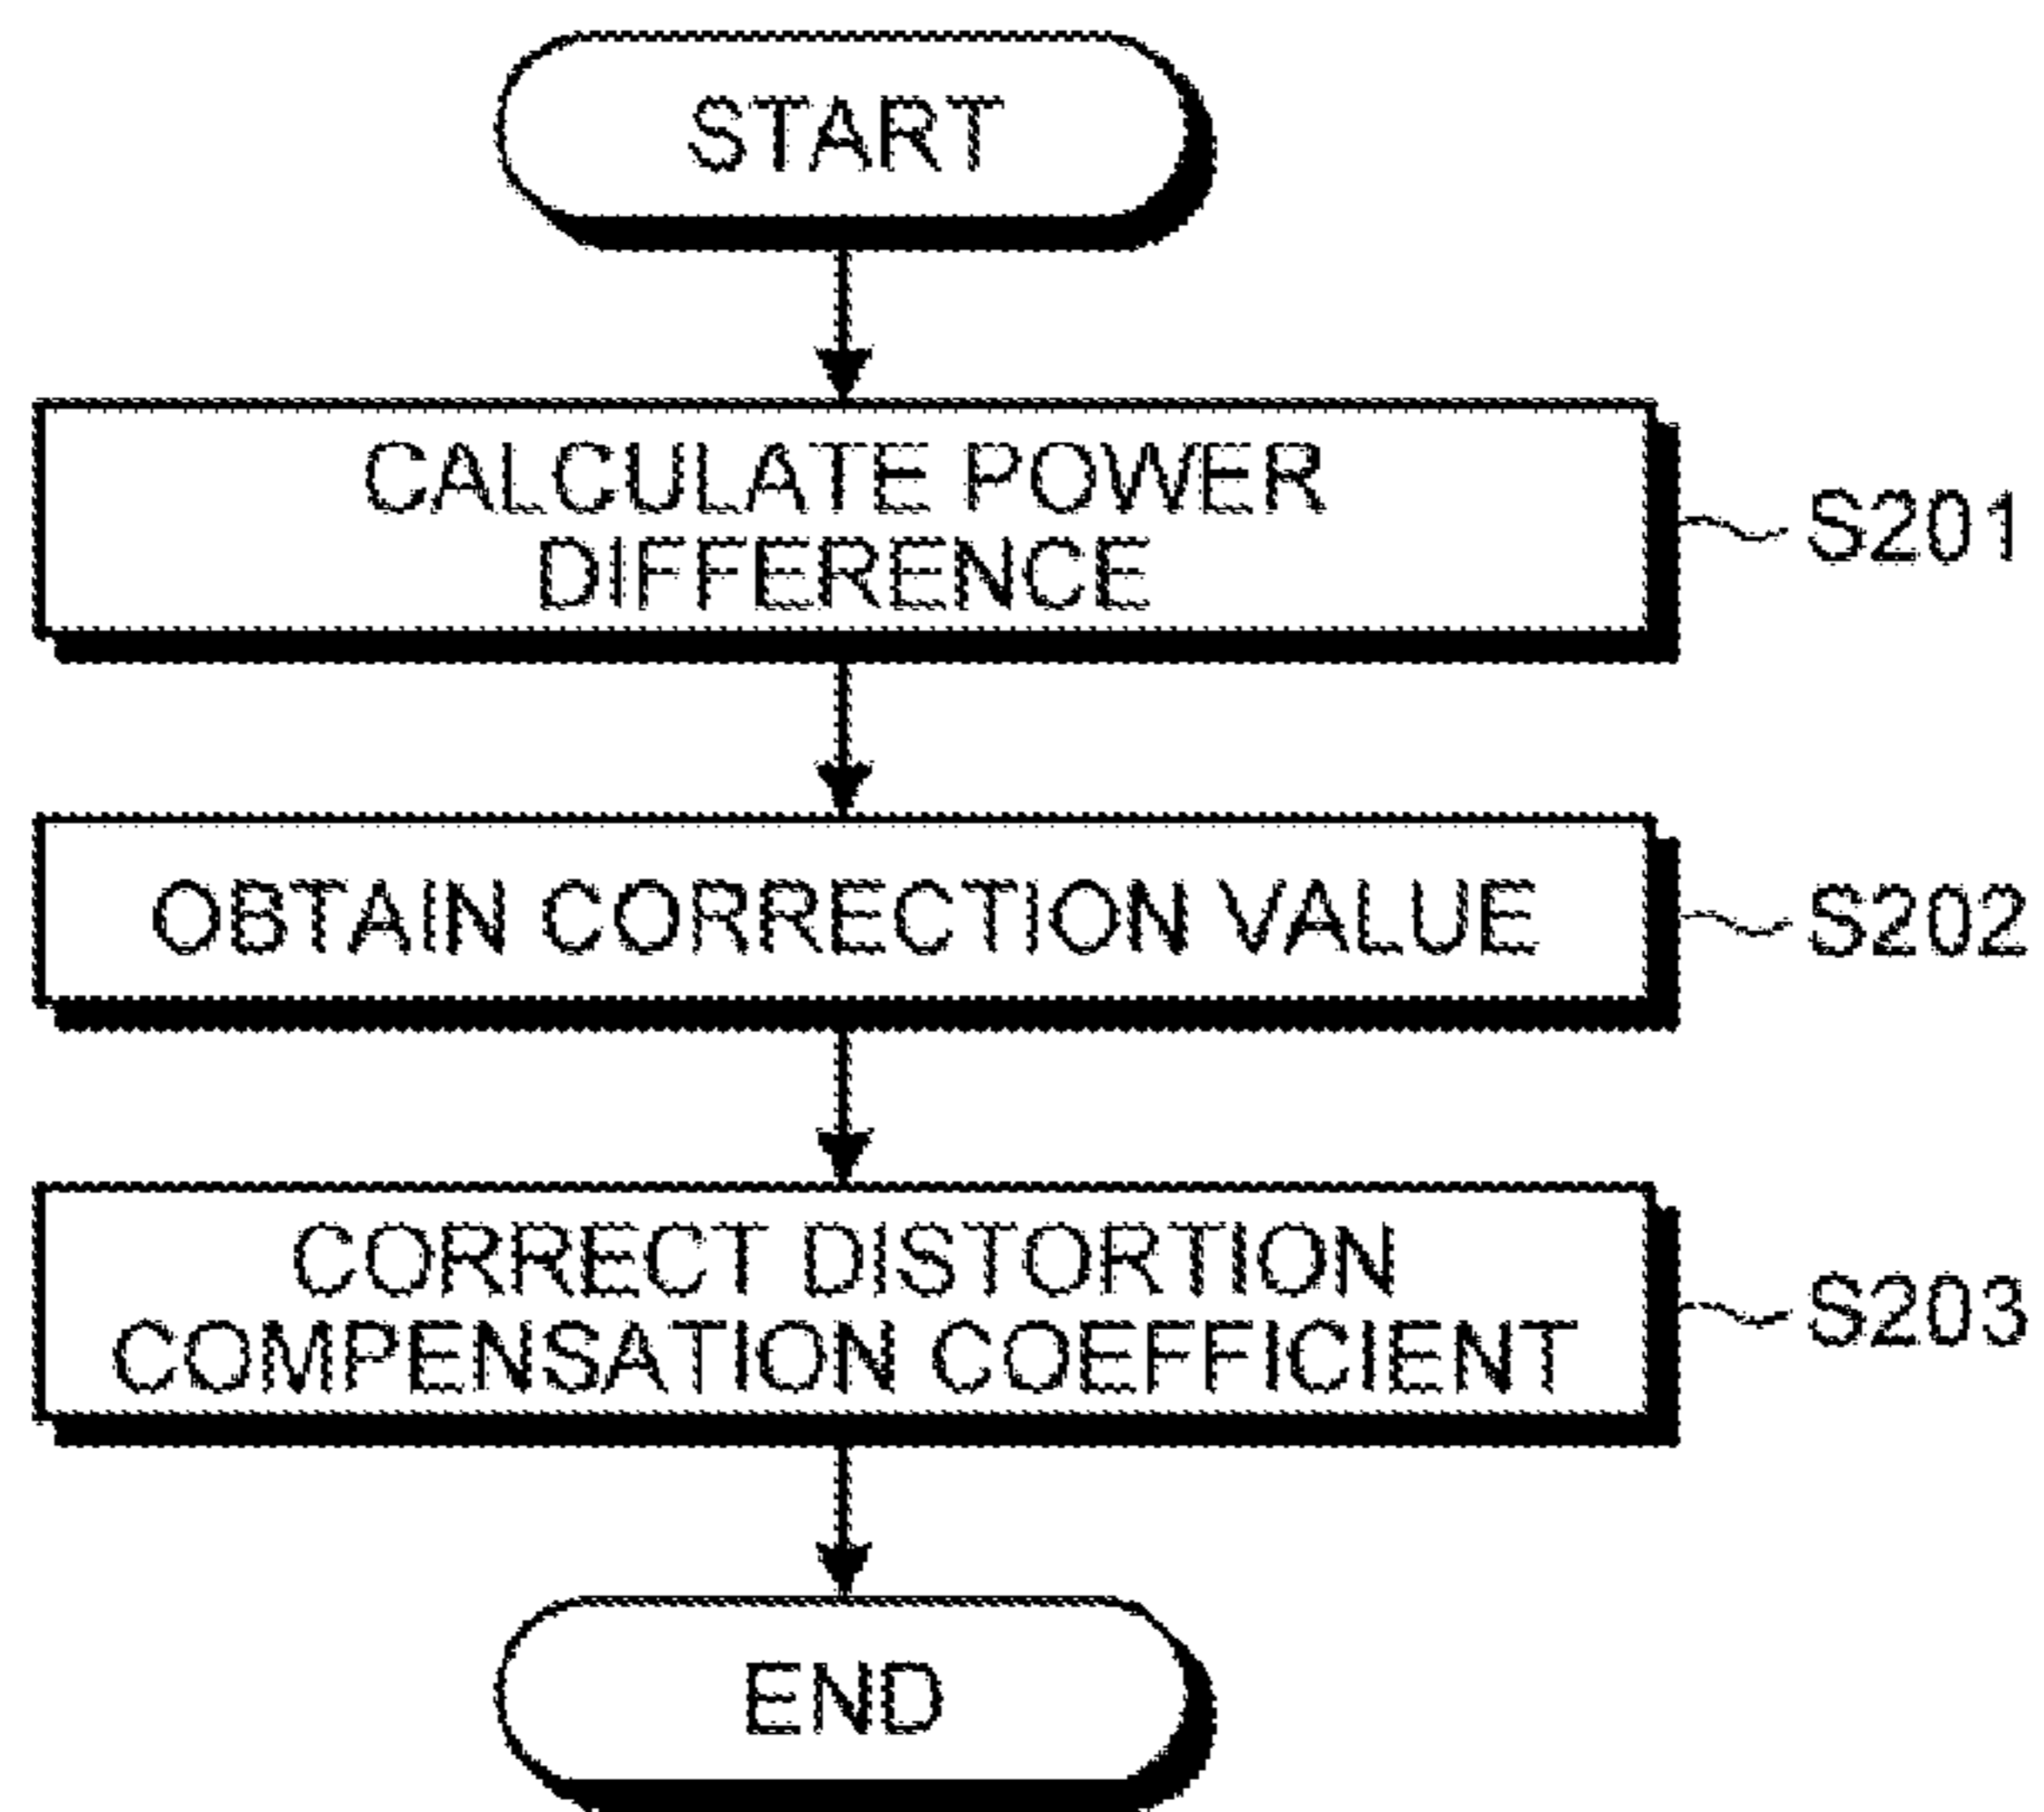 START
CALCULATE POWER
DIFFERENCE
S201
OBTAIN CORRECTION VALUE
S202
CORRECT DISTORTION
COMPENSATION COEFFICIENT
S203
END